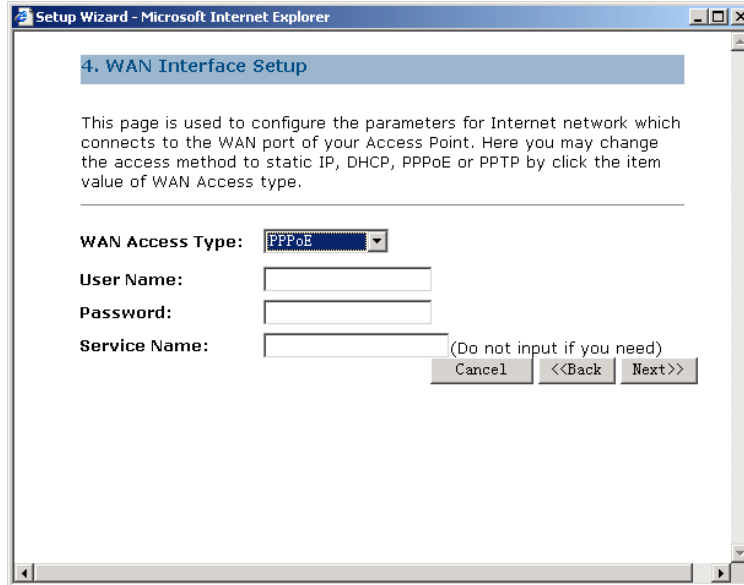 Setup Wizard - Microsoft Internet Explorer
4. WAN Interface Setup
This page is used to configure the parameters for Internet network which
connects to the WAN port of your Access Point. Here you may change
the access method to static IP, DHCP, PPPoE or PPTP by click the item
value of WAN Access type.
WAN Access Type: PPPoE
User Name:
Password:
Service Name: (Do not input if you need)
Cancel <<Back Next>>